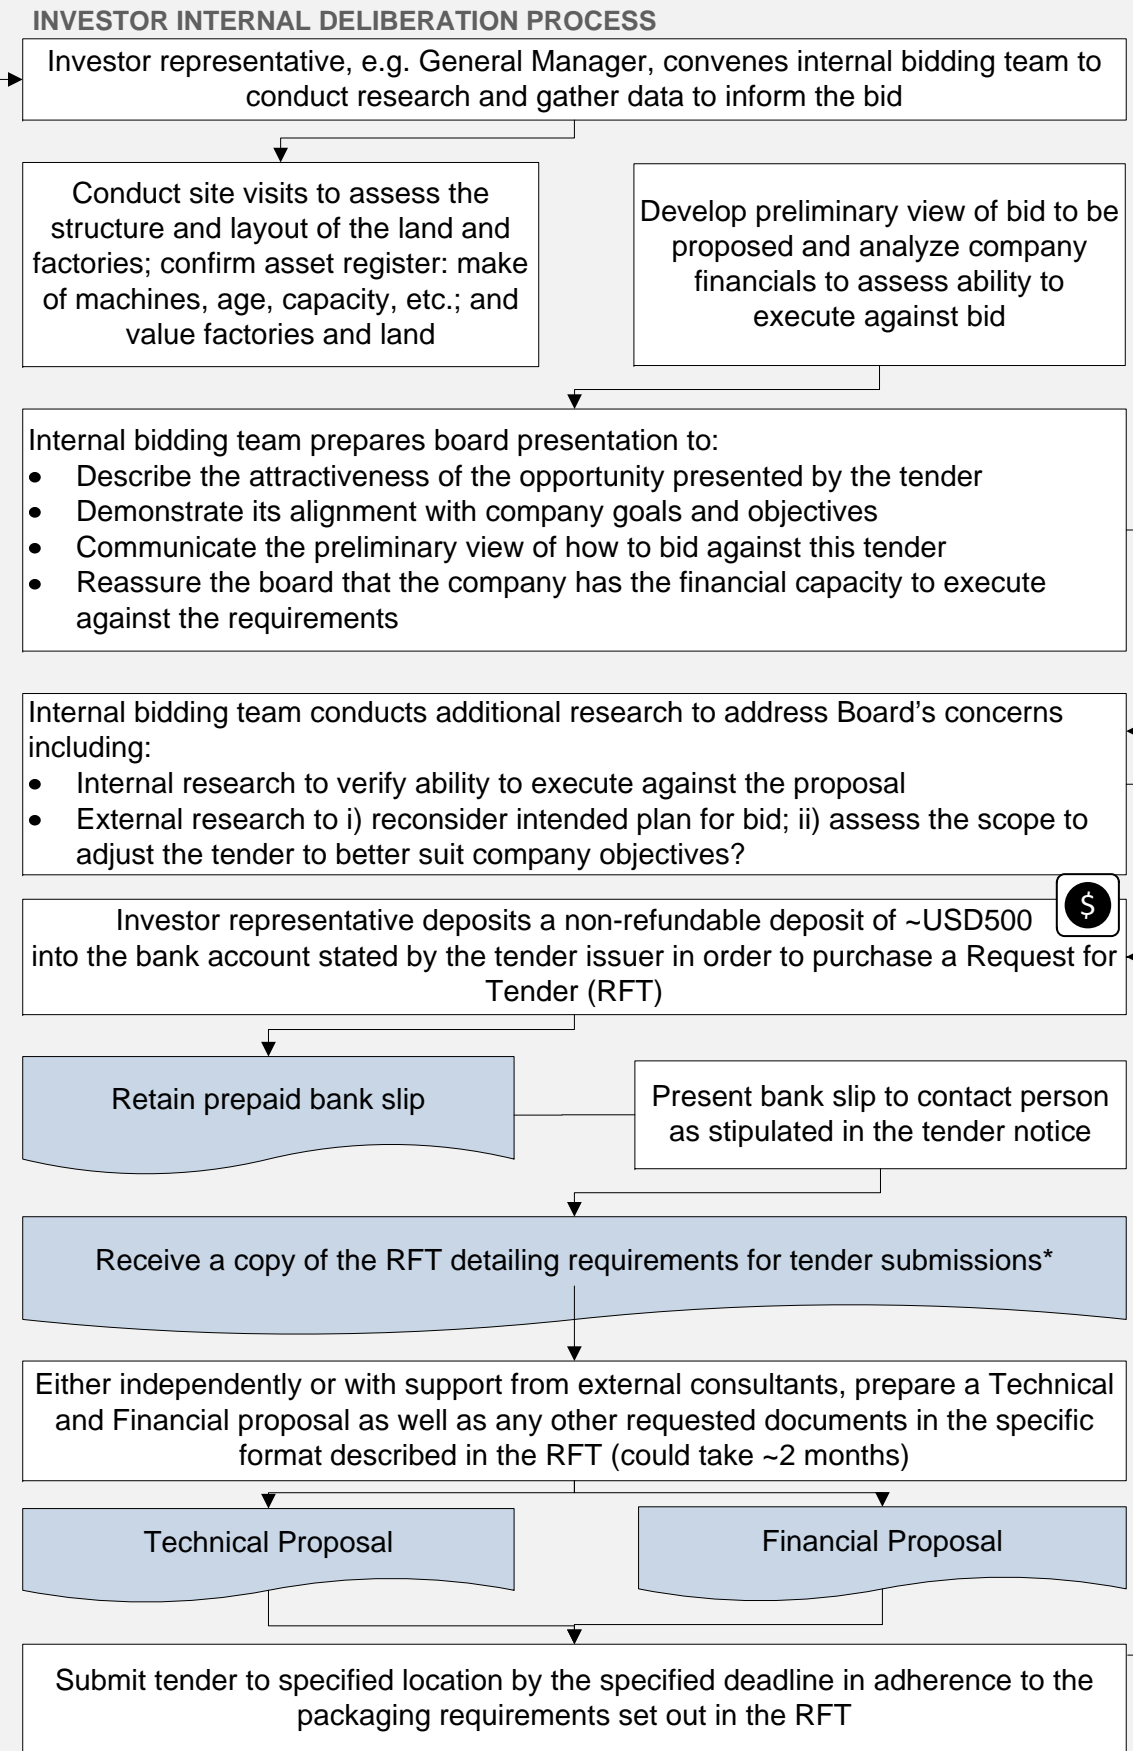 INVESTOR INTERNAL DELIBERATION PROCESS
Investor representative, e.g. General Manager, convenes internal bidding team to
conduct research and gather data to inform the bid
Conduct site visits to assess the
structure and layout of the land and
factories; confirm asset register: make
of machines, age, capacity, etc.; and
value factories and land
Develop preliminary view of bid to be
proposed and analyze company
financials to assess ability to
execute against bid
Internal bidding team prepares board presentation to:
• Describe the attractiveness of the opportunity presented by the tender
• Demonstrate its alignment with company goals and objectives
• Communicate the preliminary view of how to bid against this tender
• Reassure the board that the company has the financial capacity to execute
against the requirements
Internal bidding team conducts additional research to address Board’s concerns
including:
• Internal research to verify ability to execute against the proposal
• External research to i) reconsider intended plan for bid; ii) assess the scope to
adjust the tender to better suit company objectives?
$
Investor representative deposits a non-refundable deposit of ~USD500
into the bank account stated by the tender issuer in order to purchase a Request for
Tender (RFT)
Retain prepaid bank slip
Present bank slip to contact person
as stipulated in the tender notice
Receive a copy of the RFT detailing requirements for tender submissions*
Either independently or with support from external consultants, prepare a Technical
and Financial proposal as well as any other requested documents in the specific
format described in the RFT (could take ~2 months)
Technical Proposal
Financial Proposal
Submit tender to specified location by the specified deadline in adherence to the
packaging requirements set out in the RFT